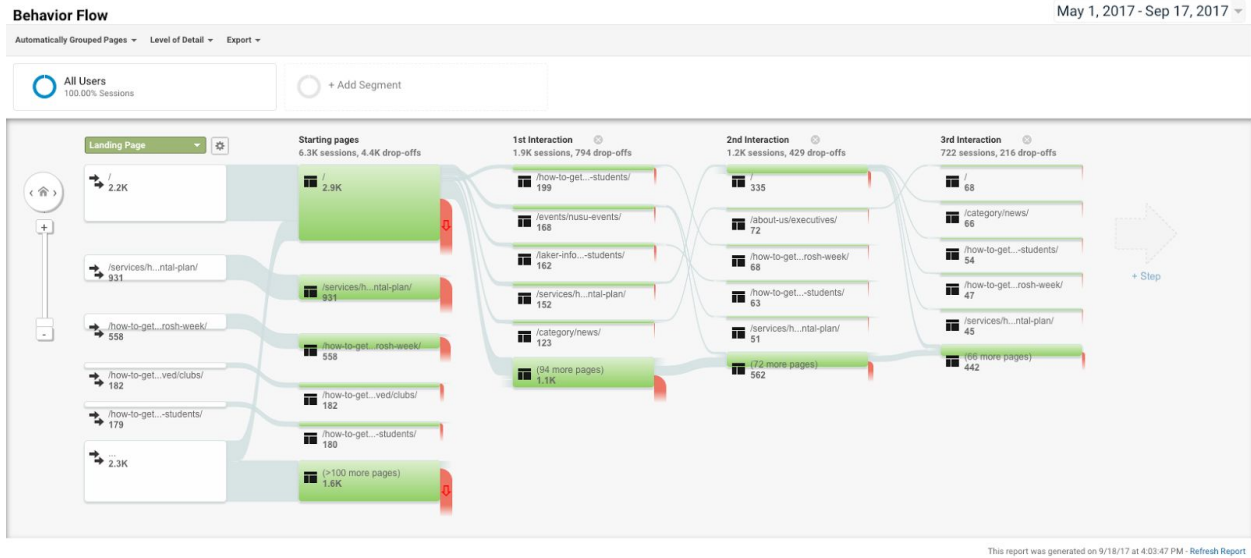 Behavior Flow
May 1, 2017 - Sep 17, 2017
Automatically Grouped Pages
Level of Detail
Export
All Users
100.00% Sessions
+ Add Segment
Landing Page
/
2.2K
/services/h...ntal-plan/
931
/how-to-get...rosh-week/
558
/how-to-get...ved/clubs/
182
/how-to-get...-students/
179
...
2.3K
Starting pages
6.3K sessions, 4.4K drop-offs
/
2.9K
/services/h...ntal-plan/
931
/how-to-get...rosh-week/
558
/how-to-get...ved/clubs/
182
/how-to-get...-students/
180
(>100 more pages)
1.6K
1st Interaction
1.9K sessions, 794 drop-offs
/how-to-get...-students/
199
/events/nusu-events/
168
/laker-info...-students/
162
/services/h...ntal-plan/
152
/category/news/
123
(94 more pages)
1.1K
2nd Interaction
1.2K sessions, 429 drop-offs
/
335
/about-us/executives/
72
/how-to-get...rosh-week/
68
/how-to-get...-students/
63
/services/h...ntal-plan/
51
(72 more pages)
562
3rd Interaction
722 sessions, 216 drop-offs
/
68
/category/news/
66
/how-to-get...-students/
54
/how-to-get...rosh-week/
47
/services/h...ntal-plan/
45
(66 more pages)
442
+ Step
This report was generated on 9/18/17 at 4:03:47 PM - Refresh Report